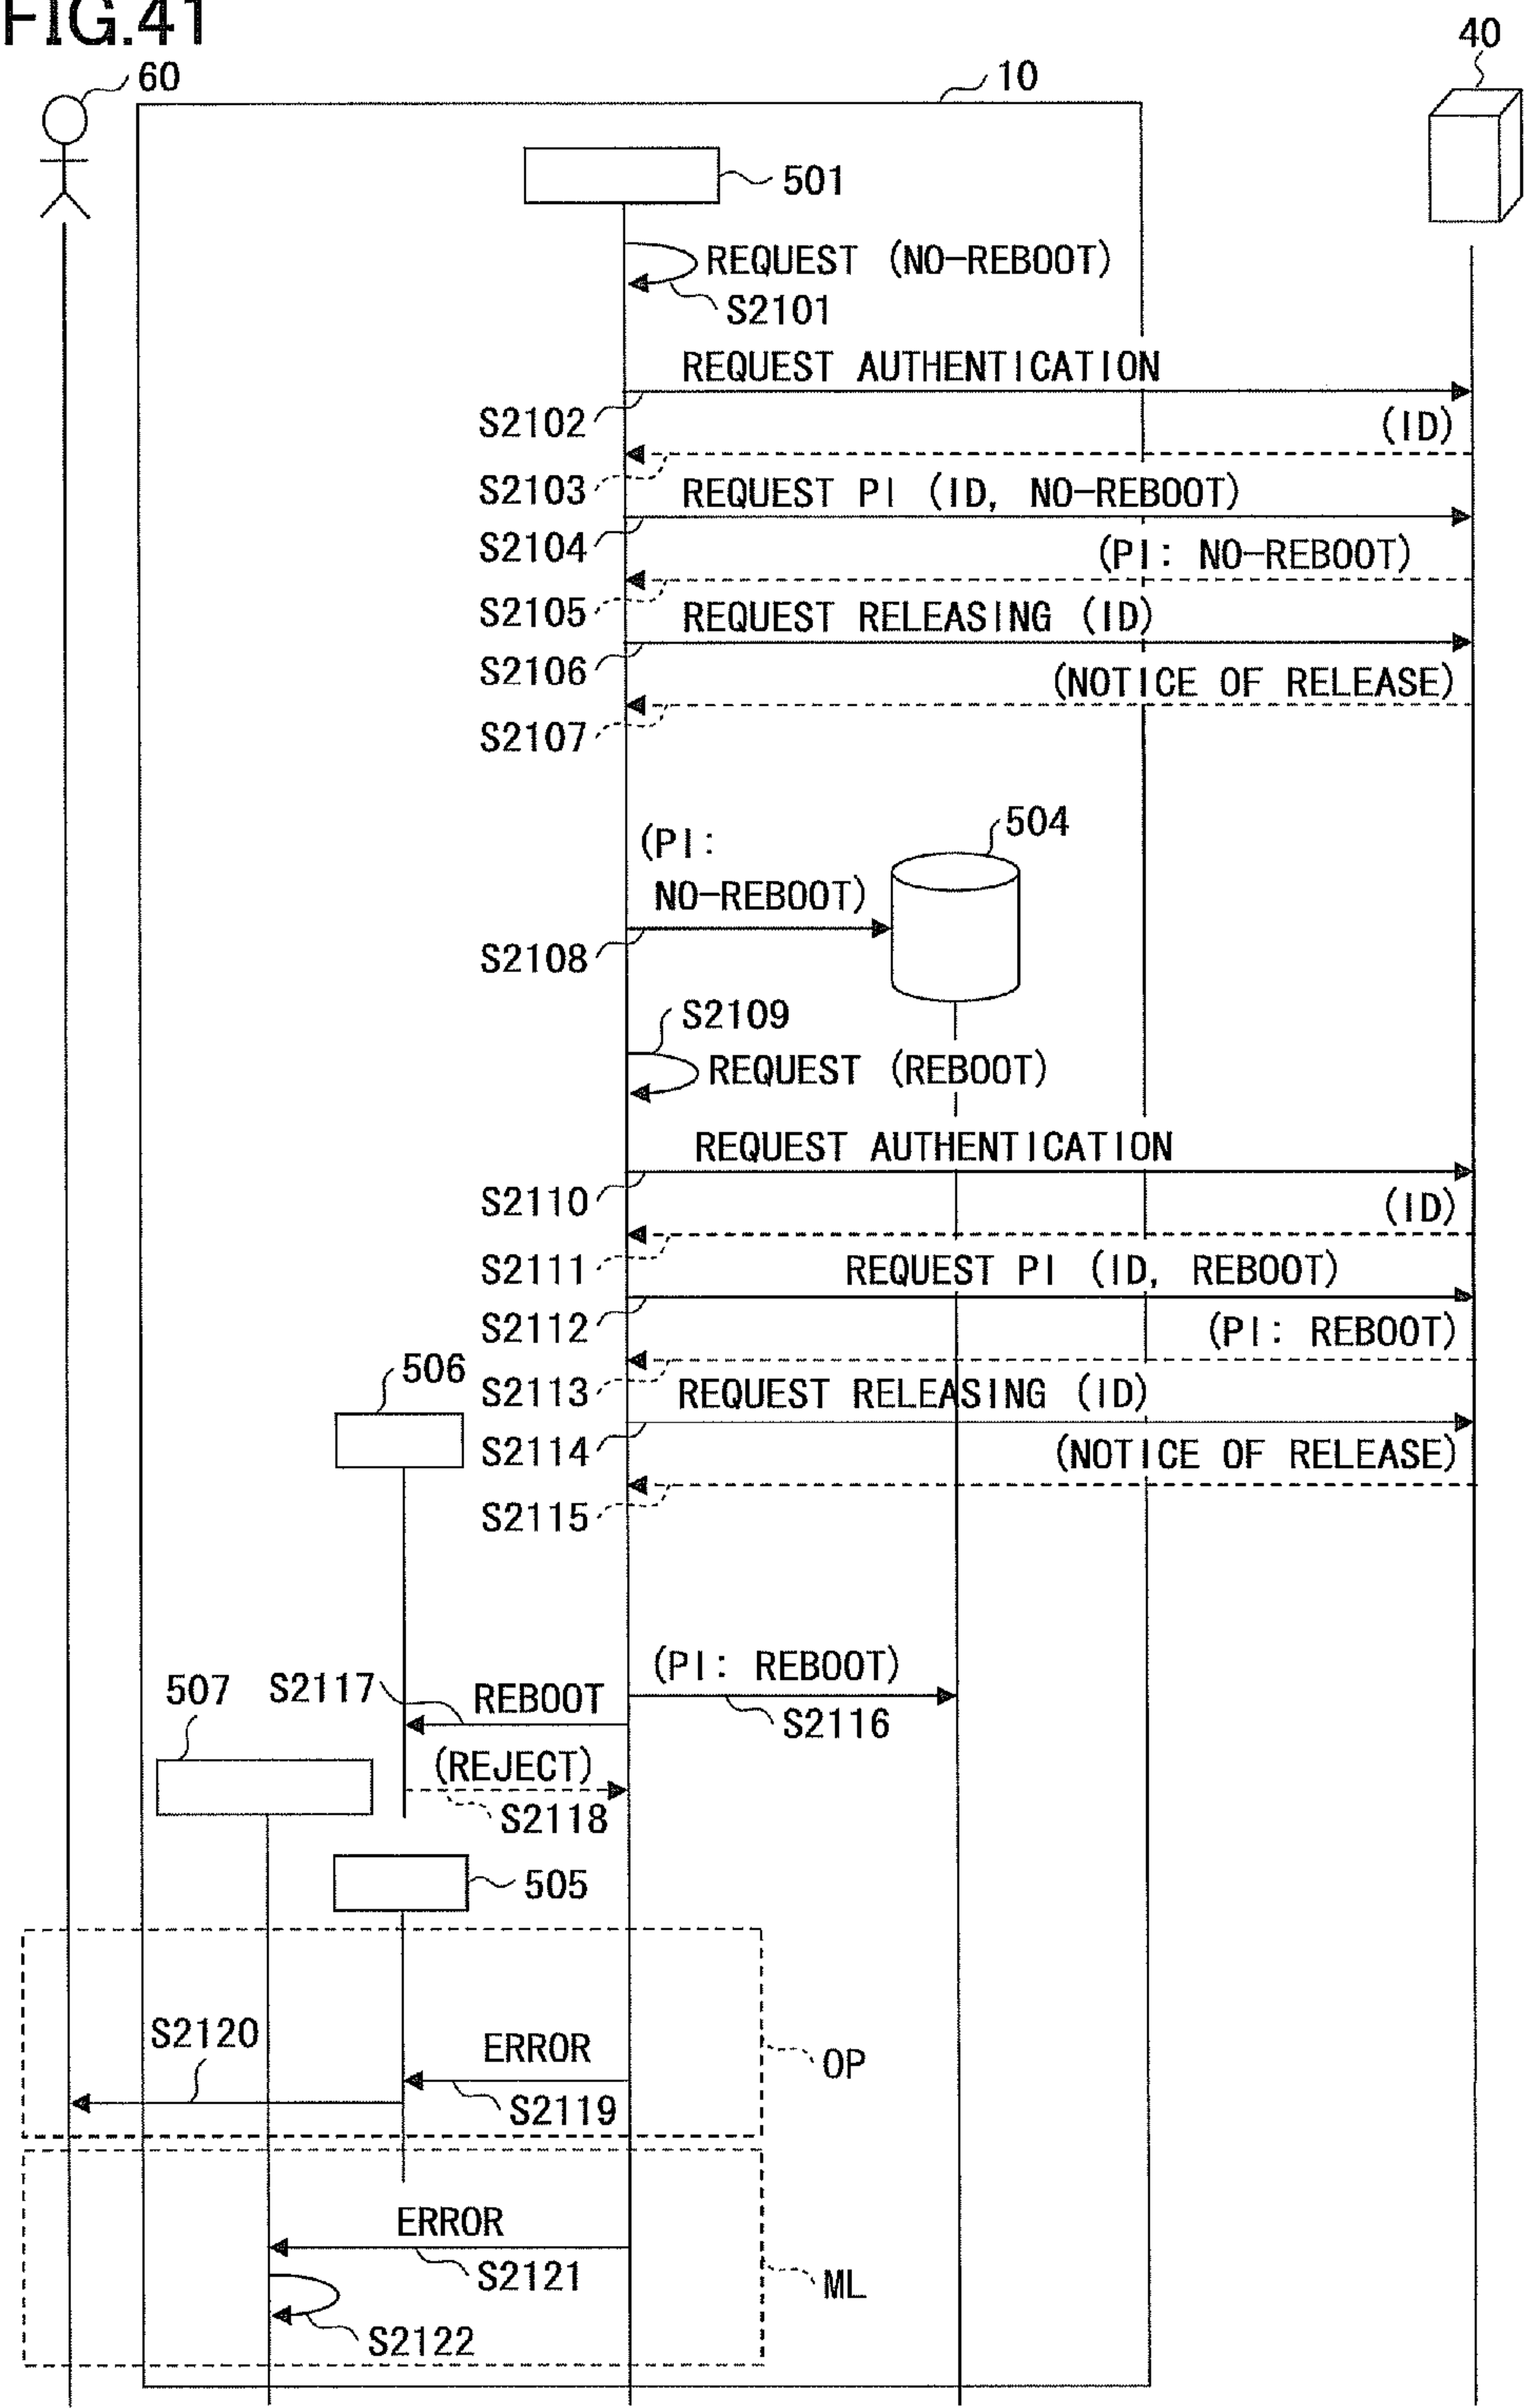 FIG.41
60
10
40
501
REQUEST (NO-REBOOT)
S2101
REQUEST AUTHENTICATION
S2102
(ID)
S2103
REQUEST PI (ID, NO-REBOOT)
S2104
(PI: NO-REBOOT)
S2105
REQUEST RELEASING (ID)
S2106
(NOTICE OF RELEASE)
S2107
504
(PI:
NO-REBOOT)
S2108
S2109
REQUEST (REBOOT)
REQUEST AUTHENTICATION
S2110
(ID)
S2111
REQUEST PI (ID, REBOOT)
S2112
(PI: REBOOT)
506
S2113
REQUEST RELEASING (ID)
S2114
(NOTICE OF RELEASE)
S2115
(PI: REBOOT)
507
S2117
REBOOT
S2116
(REJECT)
S2118
505
S2120
ERROR
OP
S2119
ERROR
S2121
ML
S2122